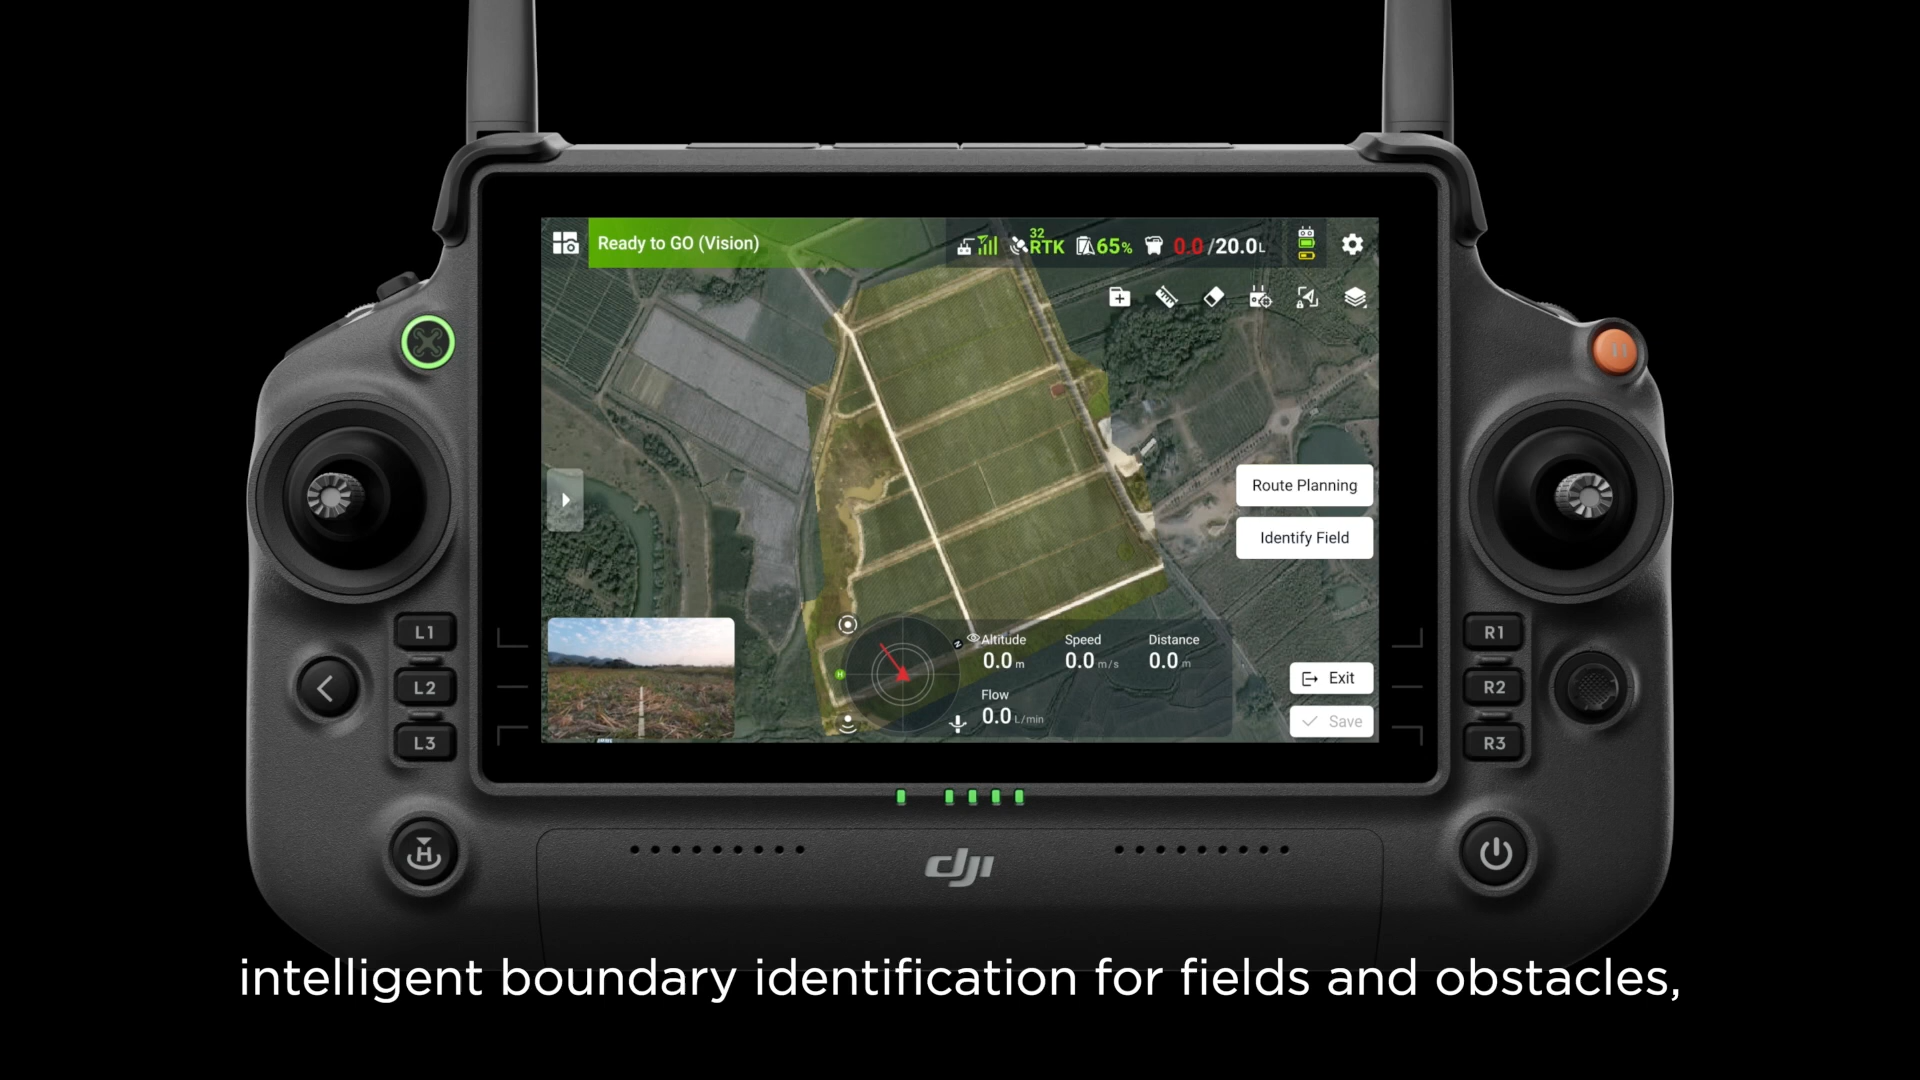 Ready to GO (Vision)
32
RTK
65%
0.0 /20.0L
Route Planning
Identify Field
Altitude
0.0 m
Speed
0.0 m/s
Distance
0.0 m
Flow
0.0 L/min
Exit
Save
H
N
L1
L2
L3
R1
R2
R3
H
dji
intelligent boundary identification for fields and obstacles,